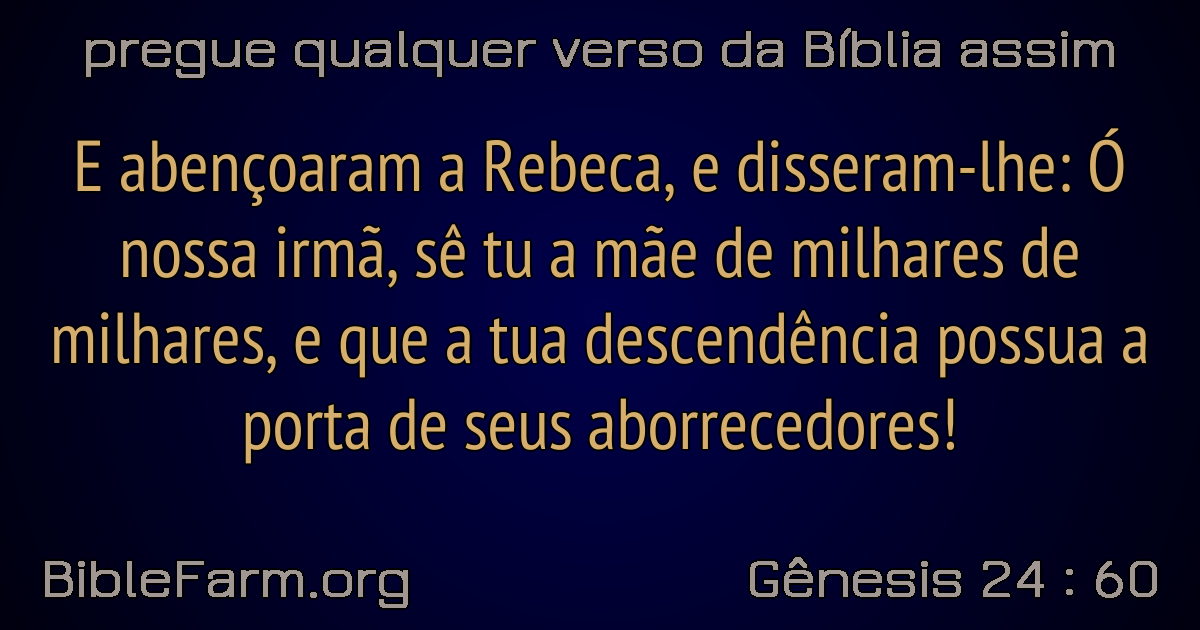 pregue qualquer verso da Bíblia assim
E abençoaram a Rebeca, e disseram-lhe: Ó
nossa irmã, sê tu a mãe de milhares de
milhares, e que a tua descendência possua a
porta de seus aborrecedores!
BibleFarm.org
Gênesis 24 : 60